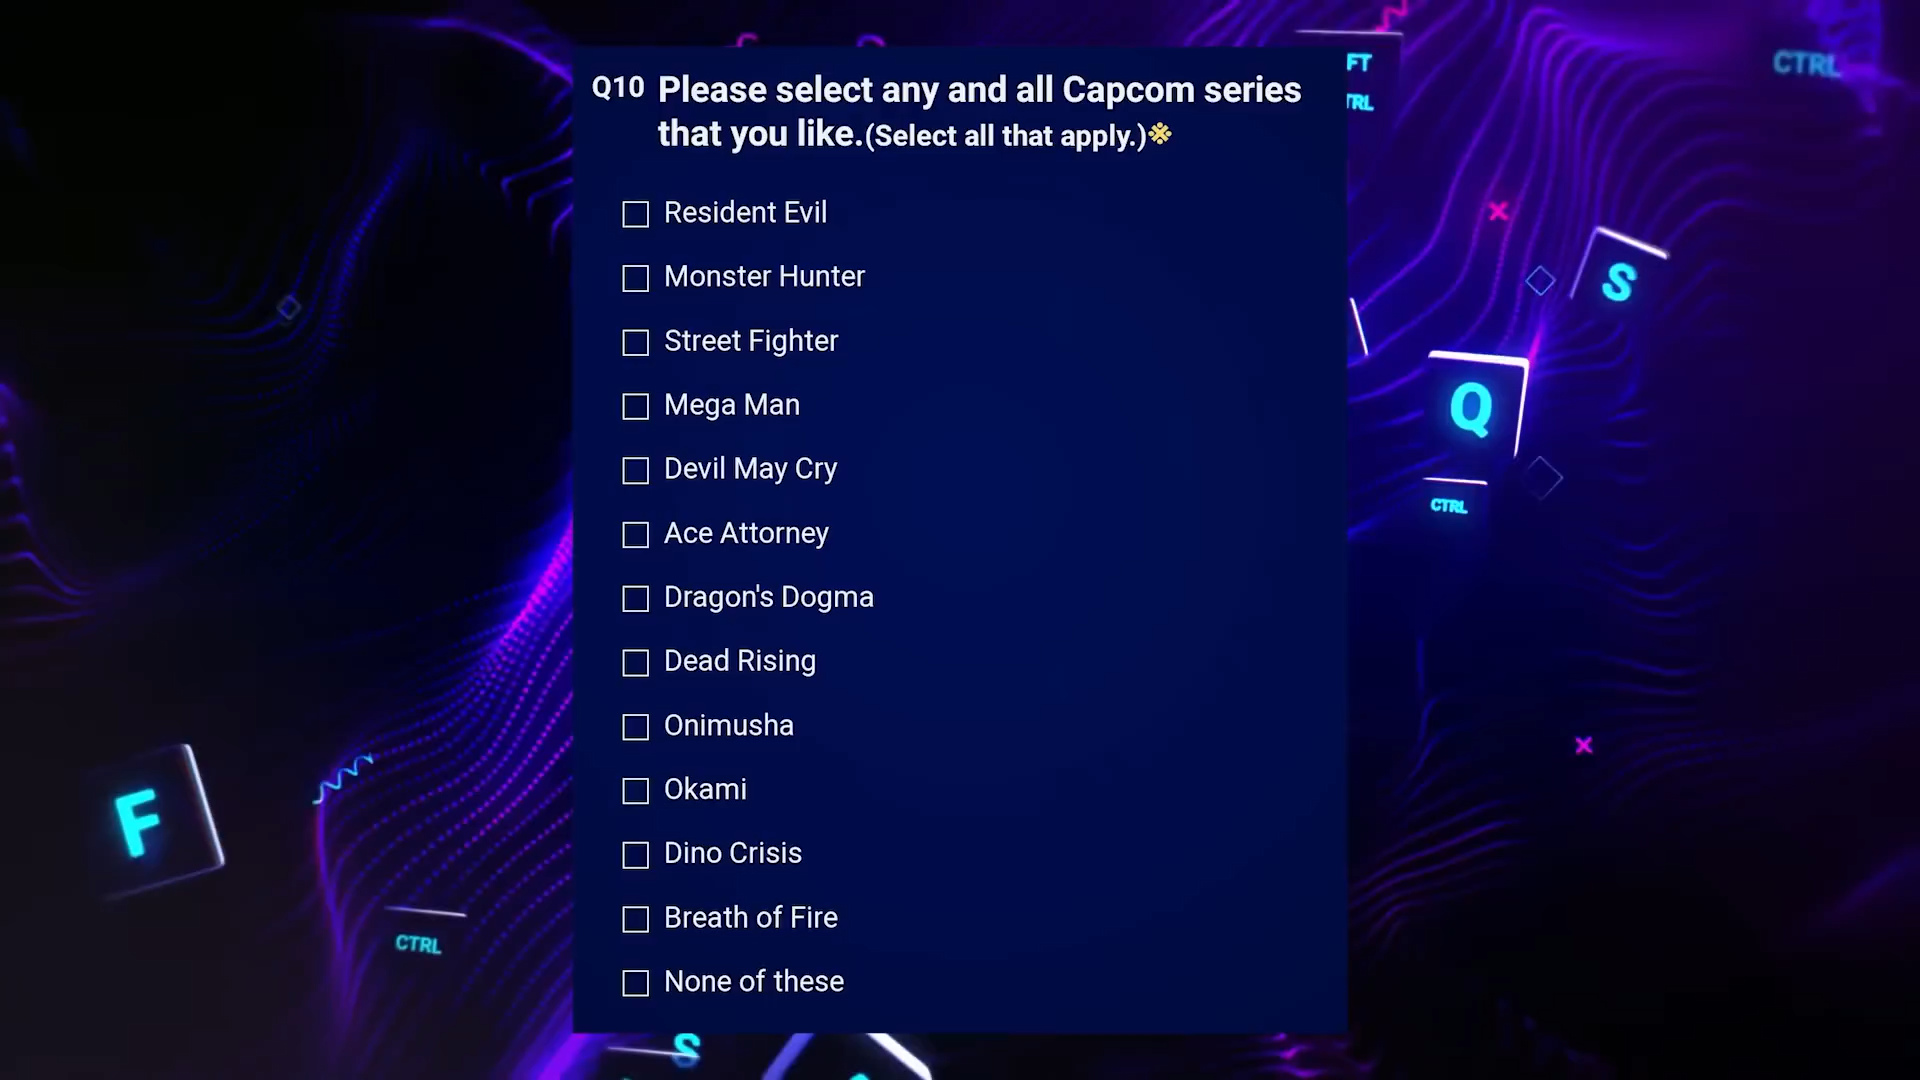 Q10 Please select any and all Capcom series
that you like.(Select all that apply.)※
Resident Evil
Monster Hunter
Street Fighter
Mega Man
Devil May Cry
Ace Attorney
Dragon's Dogma
Dead Rising
Onimusha
Okami
Dino Crisis
Breath of Fire
None of these
FT
TRL
CTRL
S
Q
CTRL
F
CTRL
S